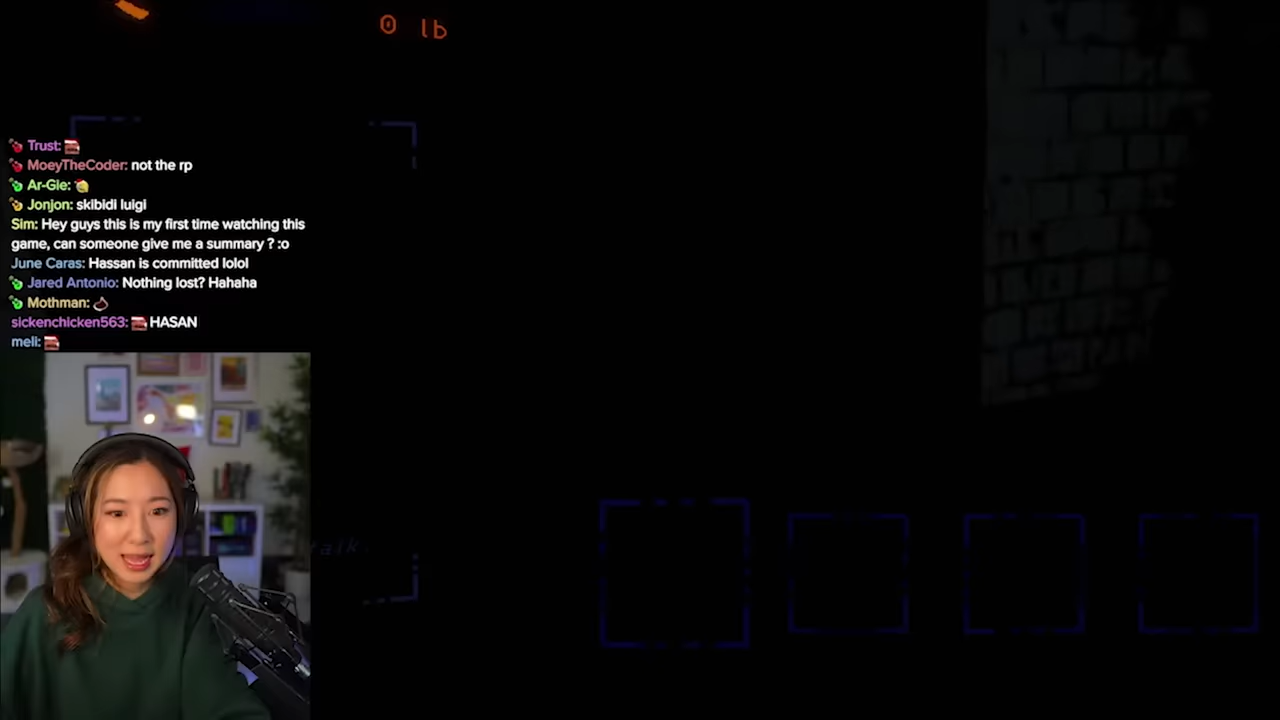 0 lb
Trust:
MoeyTheCoder: not the rp
Ar-Gie:
Jonjon: skibidi luigi
Sim: Hey guys this is my first time watching this
game, can someone give me a summary ? :o
June Caras: Hassan is committed lolol
Jared Antonio: Nothing lost? Hahaha
Mothman:
sickenchicken563: HASAN
meli:
talk.